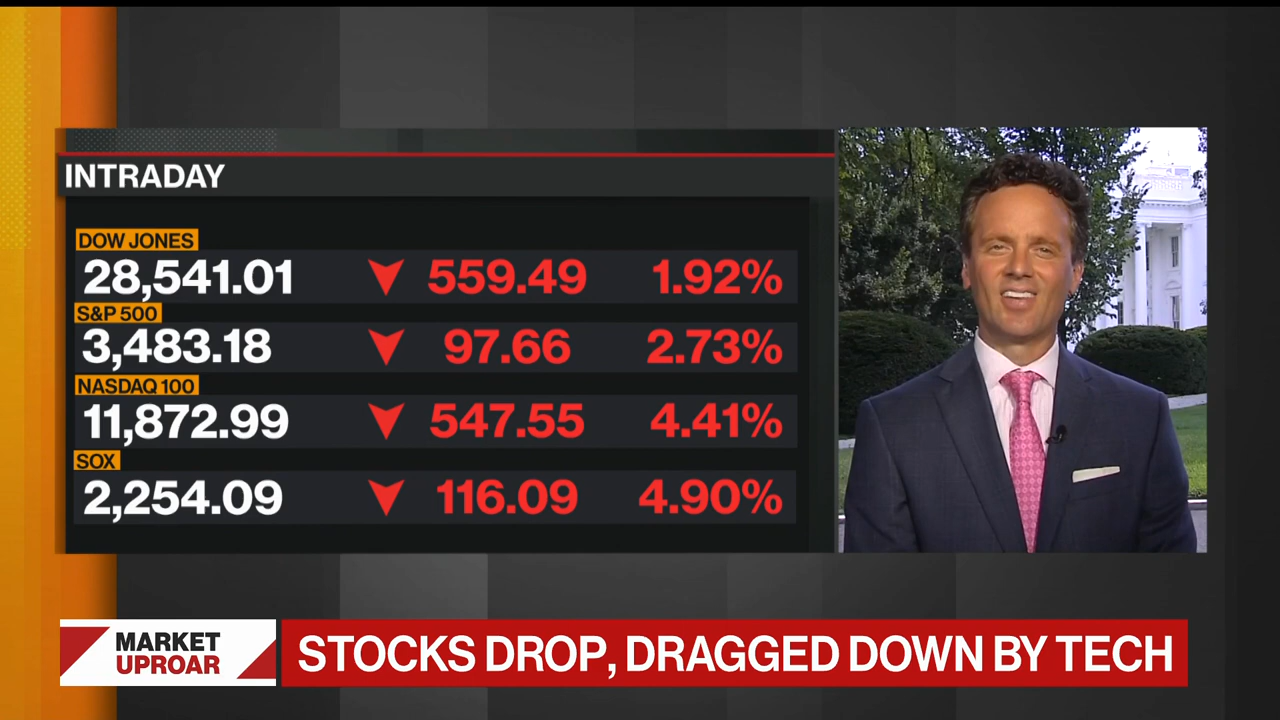 INTRADAY
DOW JONES
28,541.01 ▼ 559.49 1.92%
S&P 500
3,483.18 ▼ 97.66 2.73%
NASDAQ 100
11,872.99 ▼ 547.55 4.41%
SOX
2,254.09 ▼ 116.09 4.90%
MARKET
UPROAR
STOCKS DROP, DRAGGED DOWN BY TECH